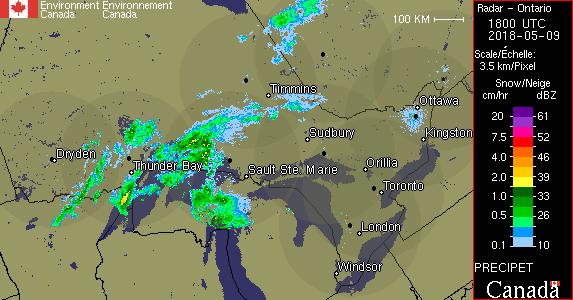 Environment Environnement
Canada Canada
100 KM
Timmins
Ottawa
Sudbury
Kingston
Dryden
Thunder Bay
Sault Ste. Marie
Orillia
Toronto
London
Windsor
Radar - Ontario
1800 UTC
2018-05-09
Scale/Échelle:
3.5 km/Pixel
Snow/Neige
cm/hr dBZ
20 61
7.5 57
5.0 52
4.0 46
2.0 39
1.0 33
0.5 26
0.1 10
PRECIPET
Canada